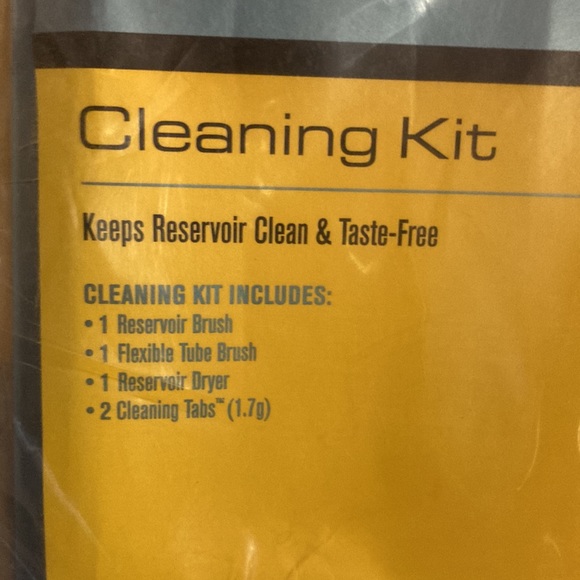 Cleaning Kit
Keeps Reservoir Clean & Taste-Free
CLEANING KIT INCLUDES:
• 1 Reservoir Brush
• 1 Flexible Tube Brush
• 1 Reservoir Dryer
• 2 Cleaning Tabs™ (1.7g)